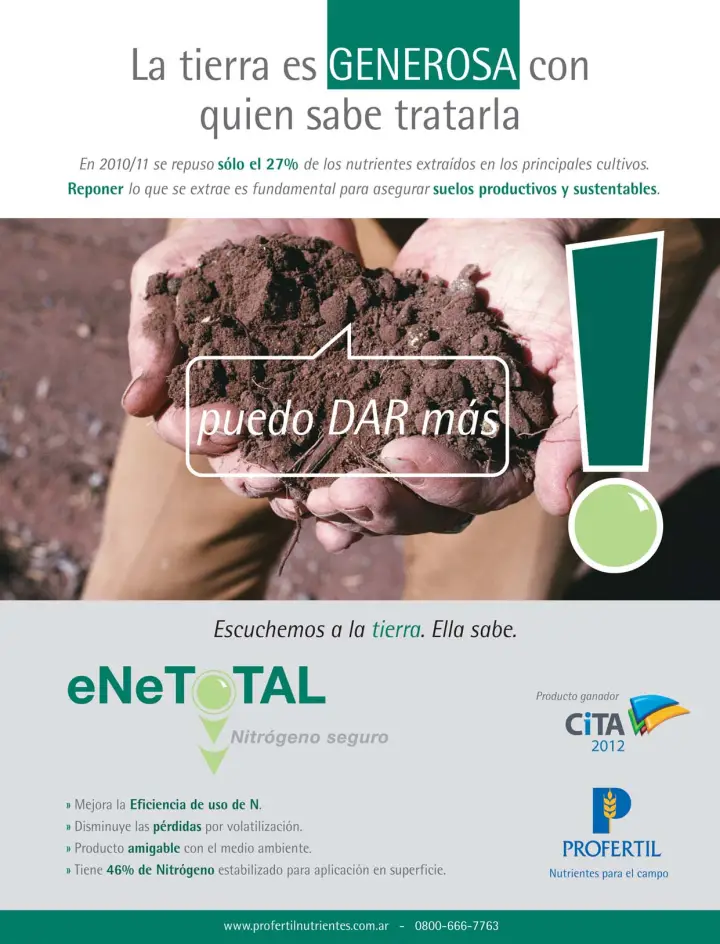 La tierra es GENEROSA con
quien sabe tratarla
En 2010/11 se repuso sólo el 27% de los nutrientes extraídos en los principales cultivos.
Reponer lo que se extrae es fundamental para asegurar suelos productivos y sustentables.
puedo DAR más
!
Escuchemos a la tierra. Ella sabe.
eNeTOTAL
Nitrógeno seguro
Producto ganador
CiTA
2012
» Mejora la Eficiencia de uso de N.
» Disminuye las pérdidas por volatilización.
» Producto amigable con el medio ambiente.
» Tiene 46% de Nitrógeno estabilizado para aplicación en superficie.
P
PROFERTIL
Nutrientes para el campo
www.profertilnutrientes.com.ar - 0800-666-7763